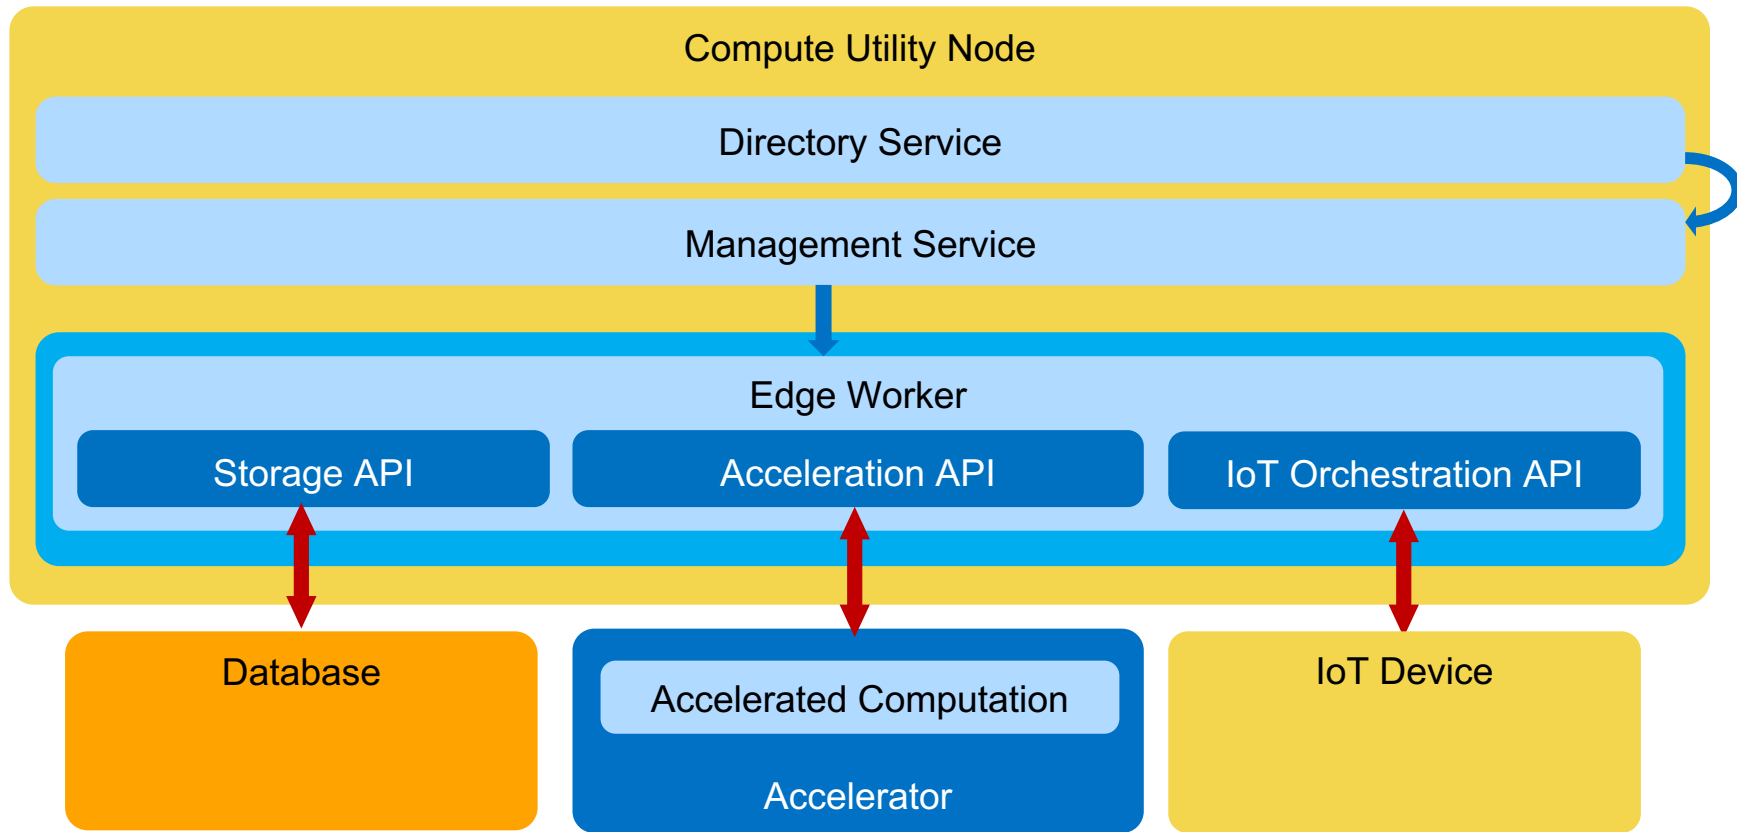 Compute Utility Node
Directory Service
Management Service
Edge Worker
Storage API
Acceleration API
IoT Orchestration API
Database
Accelerated Computation
Accelerator
IoT Device